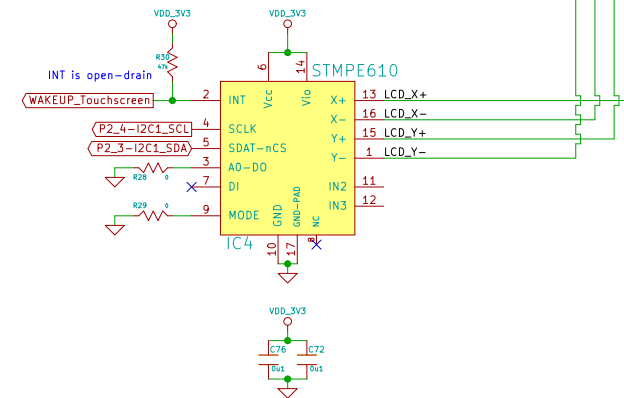 VDD_3V3
VDD_3V3
R30
47k
INT is open-drain
6
14
STMPE610
Vcc
Vio
WAKEUP_Touchscreen
2
INT
X+
13
LCD_X+
X-
16
LCD_X-
P2_4-I2C1_SCL
4
SCLK
Y+
15
LCD_Y+
P2_3-I2C1_SDA
5
SDAT-nCS
Y-
1
LCD_Y-
3
A0-DO
R28
0
7
DI
IN2
11
IN3
12
R29
0
9
MODE
GND
GND-PAD
NC
IC4
10
17
8
VDD_3V3
C76
C72
0u1
0u1